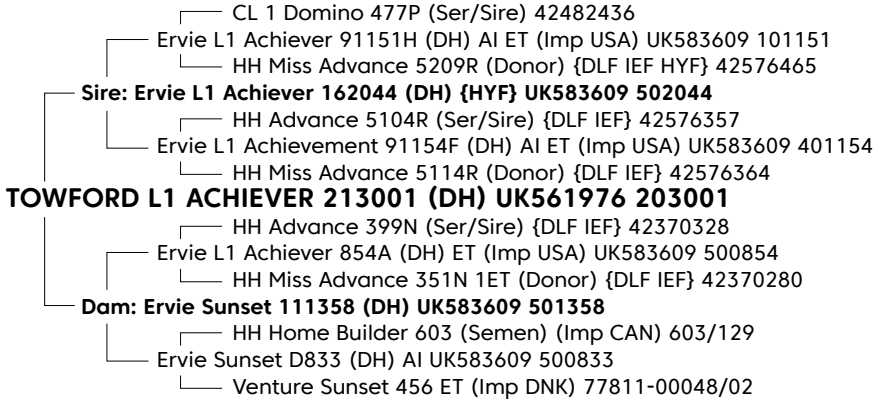 CL 1 Domino 477P (Ser/Sire) 42482436
Ervie L1 Achiever 91151H (DH) AI ET (Imp USA) UK583609 101151
HH Miss Advance 5209R (Donor) {DLF IEF HYF} 42576465
Sire: Ervie L1 Achiever 162044 (DH) {HYF} UK583609 502044
HH Advance 5104R (Ser/Sire) {DLF IEF} 42576357
Ervie L1 Achievement 91154F (DH) AI ET (Imp USA) UK583609 401154
HH Miss Advance 5114R (Donor) {DLF IEF} 42576364
TOWFORD L1 ACHIEVER 213001 (DH) UK561976 203001
HH Advance 399N (Ser/Sire) {DLF IEF} 42370328
Ervie L1 Achiever 854A (DH) ET (Imp USA) UK583609 500854
HH Miss Advance 351N 1ET (Donor) {DLF IEF} 42370280
Dam: Ervie Sunset 111358 (DH) UK583609 501358
HH Home Builder 603 (Semen) (Imp CAN) 603/129
Ervie Sunset D833 (DH) AI UK583609 500833
Venture Sunset 456 ET (Imp DNK) 77811-00048/02